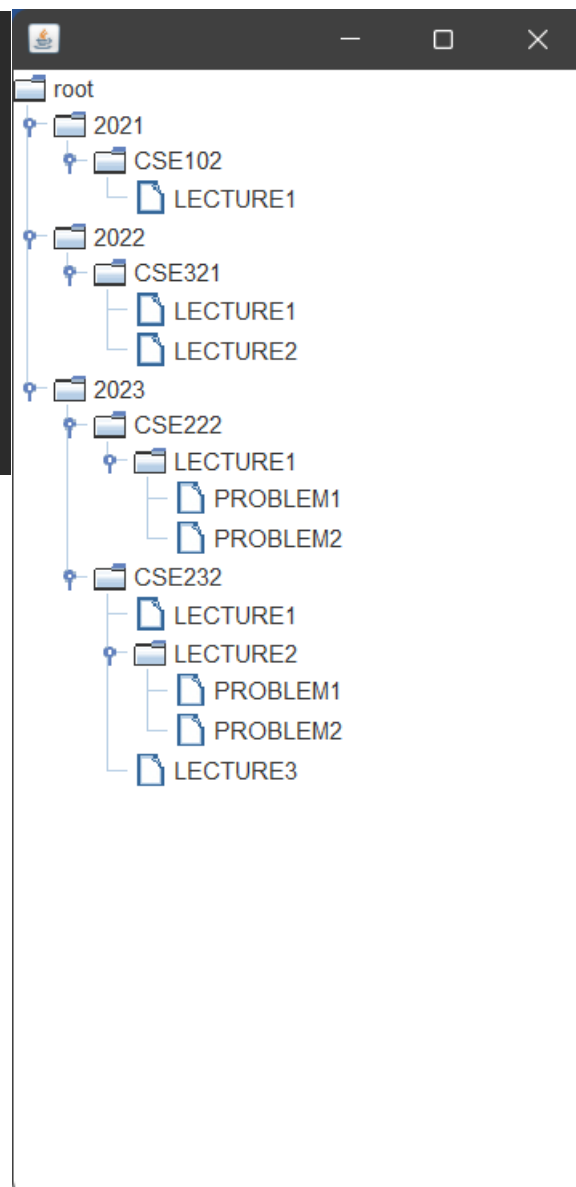 root
2021
CSE102
LECTURE1
2022
CSE321
LECTURE1
LECTURE2
2023
CSE222
LECTURE1
PROBLEM1
PROBLEM2
CSE232
LECTURE1
LECTURE2
PROBLEM1
PROBLEM2
LECTURE3